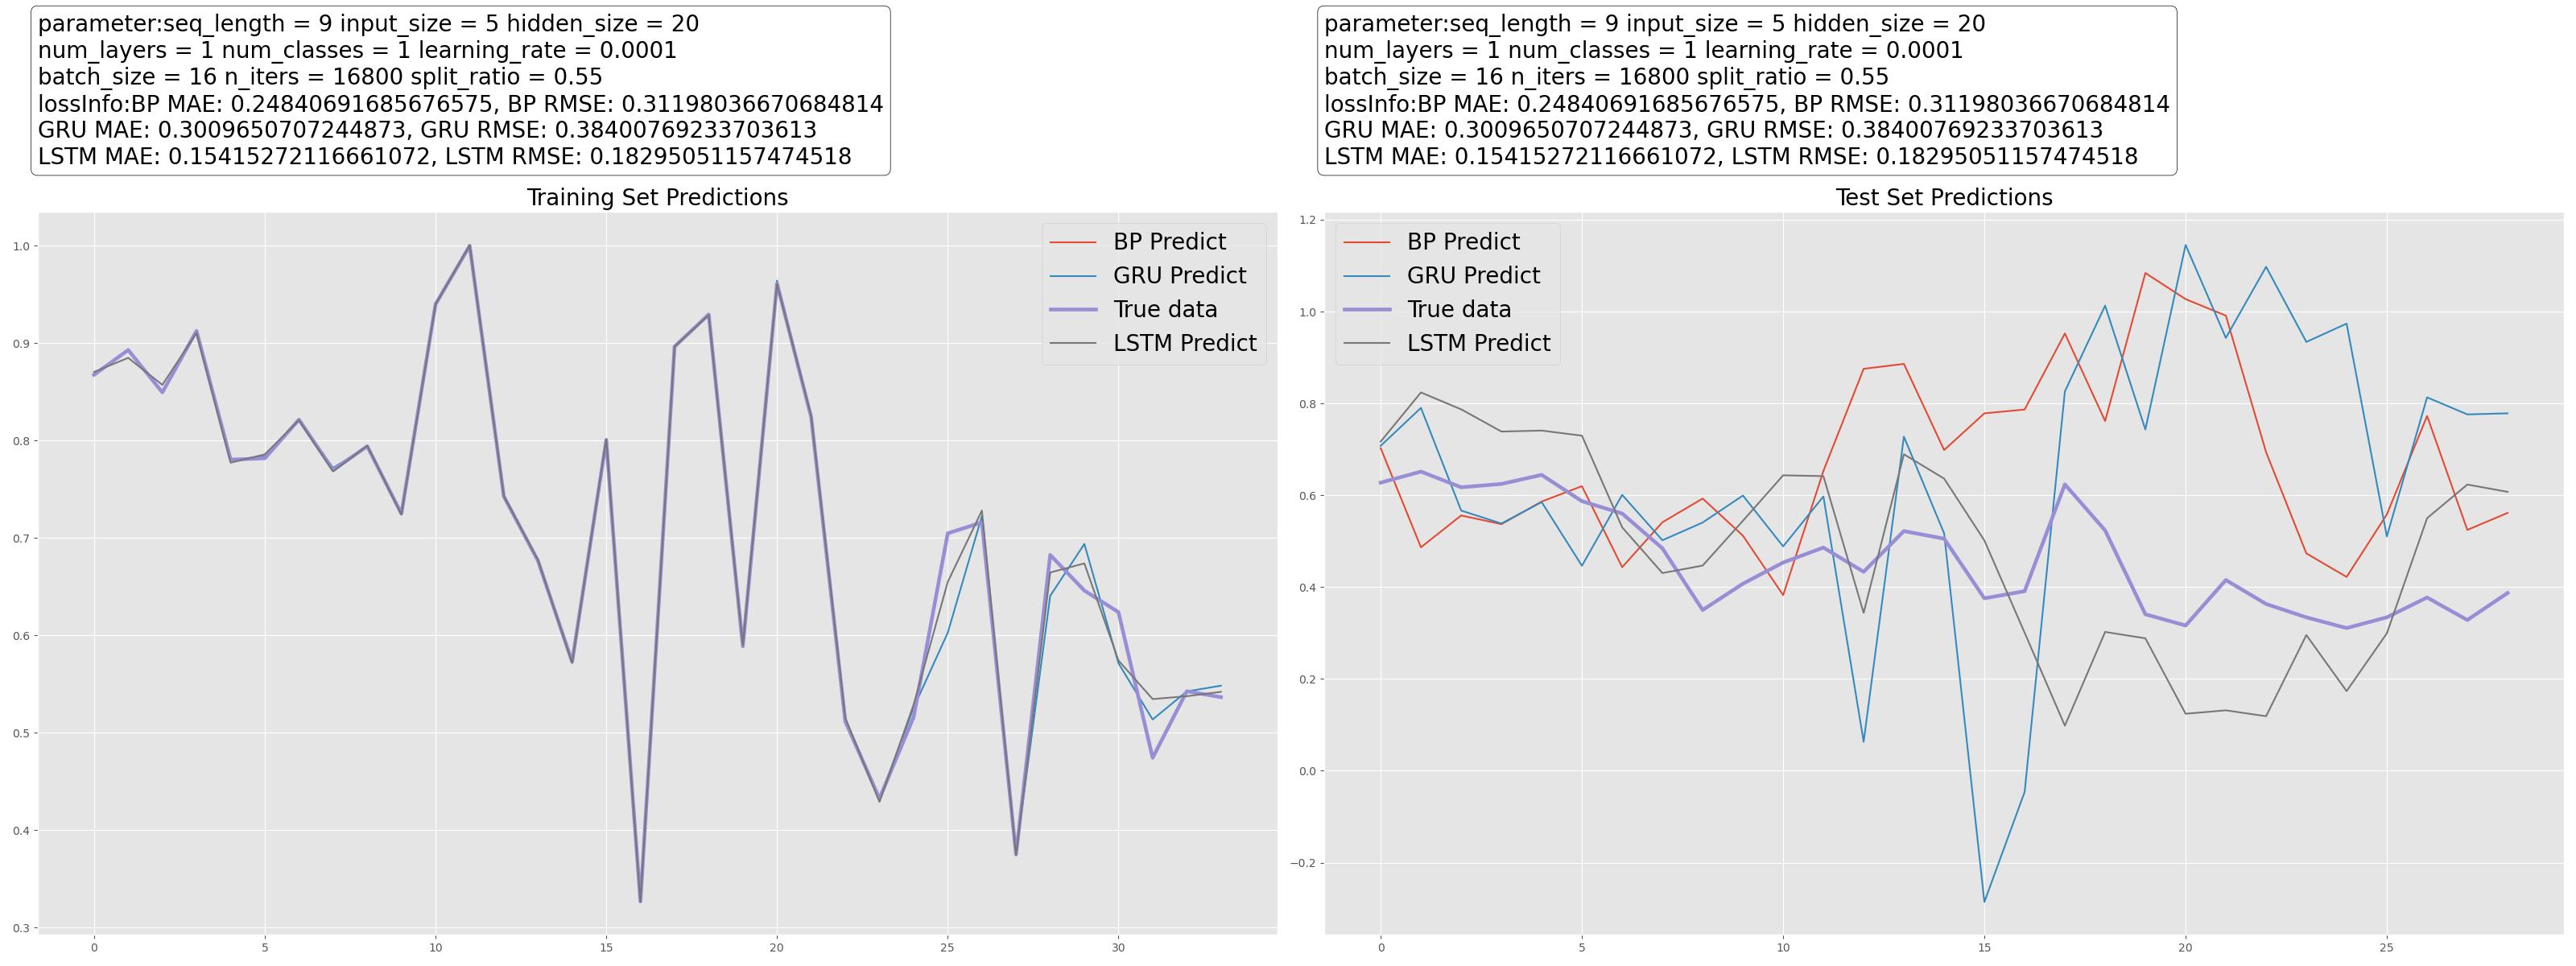 parameter:seq_length = 9 input_size = 5 hidden_size = 20
num_layers = 1 num_classes = 1 learning_rate = 0.0001
batch_size = 16 n_iters = 16800 split_ratio = 0.55
lossInfo:BP MAE: 0.24840691685676575, BP RMSE: 0.31198036670684814
GRU MAE: 0.3009650707244873, GRU RMSE: 0.38400769233703613
LSTM MAE: 0.15415272116661072, LSTM RMSE: 0.18295051157474518
Training Set Predictions
BP Predict
GRU Predict
True data
LSTM Predict
1.0
0.9
0.8
0.7
0.6
0.5
0.4
0.3
0 5 10 15 20 25 30
parameter:seq_length = 9 input_size = 5 hidden_size = 20
num_layers = 1 num_classes = 1 learning_rate = 0.0001
batch_size = 16 n_iters = 16800 split_ratio = 0.55
lossInfo:BP MAE: 0.24840691685676575, BP RMSE: 0.31198036670684814
GRU MAE: 0.3009650707244873, GRU RMSE: 0.38400769233703613
LSTM MAE: 0.15415272116661072, LSTM RMSE: 0.18295051157474518
Test Set Predictions
BP Predict
GRU Predict
True data
LSTM Predict
1.2
1.0
0.8
0.6
0.4
0.2
0.0
−0.2
0 5 10 15 20 25